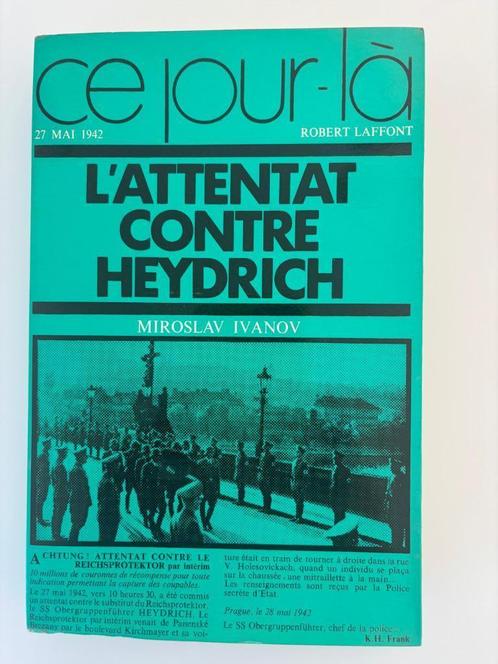 ce jour-là
27 MAI 1942
ROBERT LAFFONT
L'ATTENTAT
CONTRE
HEYDRICH
MIROSLAV IVANOV
ACHTUNG ! ATTENTAT CONTRE LE
REICHSPROTEKTOR par intérim
10 millions de couronnes de récompense pour toute
indication permettant la capture des coupables.
Le 27 mai 1942, vers 10 heures 30, a été commis
un attentat contre le substitut du Reichsprotektor,
le SS Obergruppenführer HEYDRICH. Le
Reichsprotektor par intérim venait de Panenské
Brezany par le boulevard Kirchmayer et sa voi-
ture était en train de tourner à droite dans la rue
V. Holesovickach, quand un individu se plaça
sur la chaussée, une mitraillette à la main...
Les renseignements sont reçus par la Police
secrète d'Etat.
Prague, le 28 mai 1942
Le SS Obergruppenführer, chef de la police...
K.H. Frank